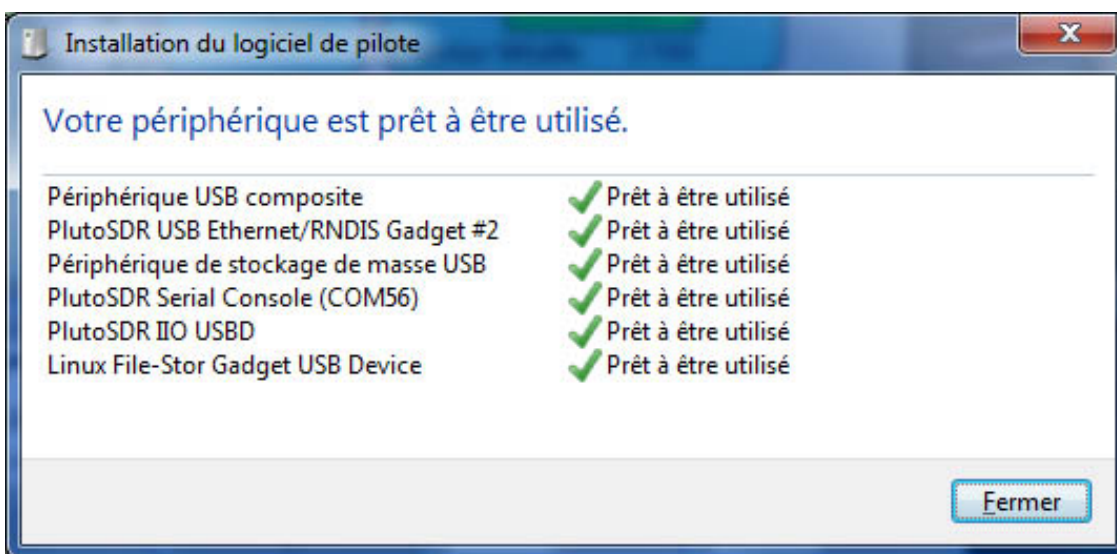 Installation du logiciel de pilote
Votre périphérique est prêt à être utilisé.
Périphérique USB composite Prêt à être utilisé
PlutoSDR USB Ethernet/RNDIS Gadget #2 Prêt à être utilisé
Périphérique de stockage de masse USB Prêt à être utilisé
PlutoSDR Serial Console (COM56) Prêt à être utilisé
PlutoSDR IIO USBD Prêt à être utilisé
Linux File-Stor Gadget USB Device Prêt à être utilisé
Fermer